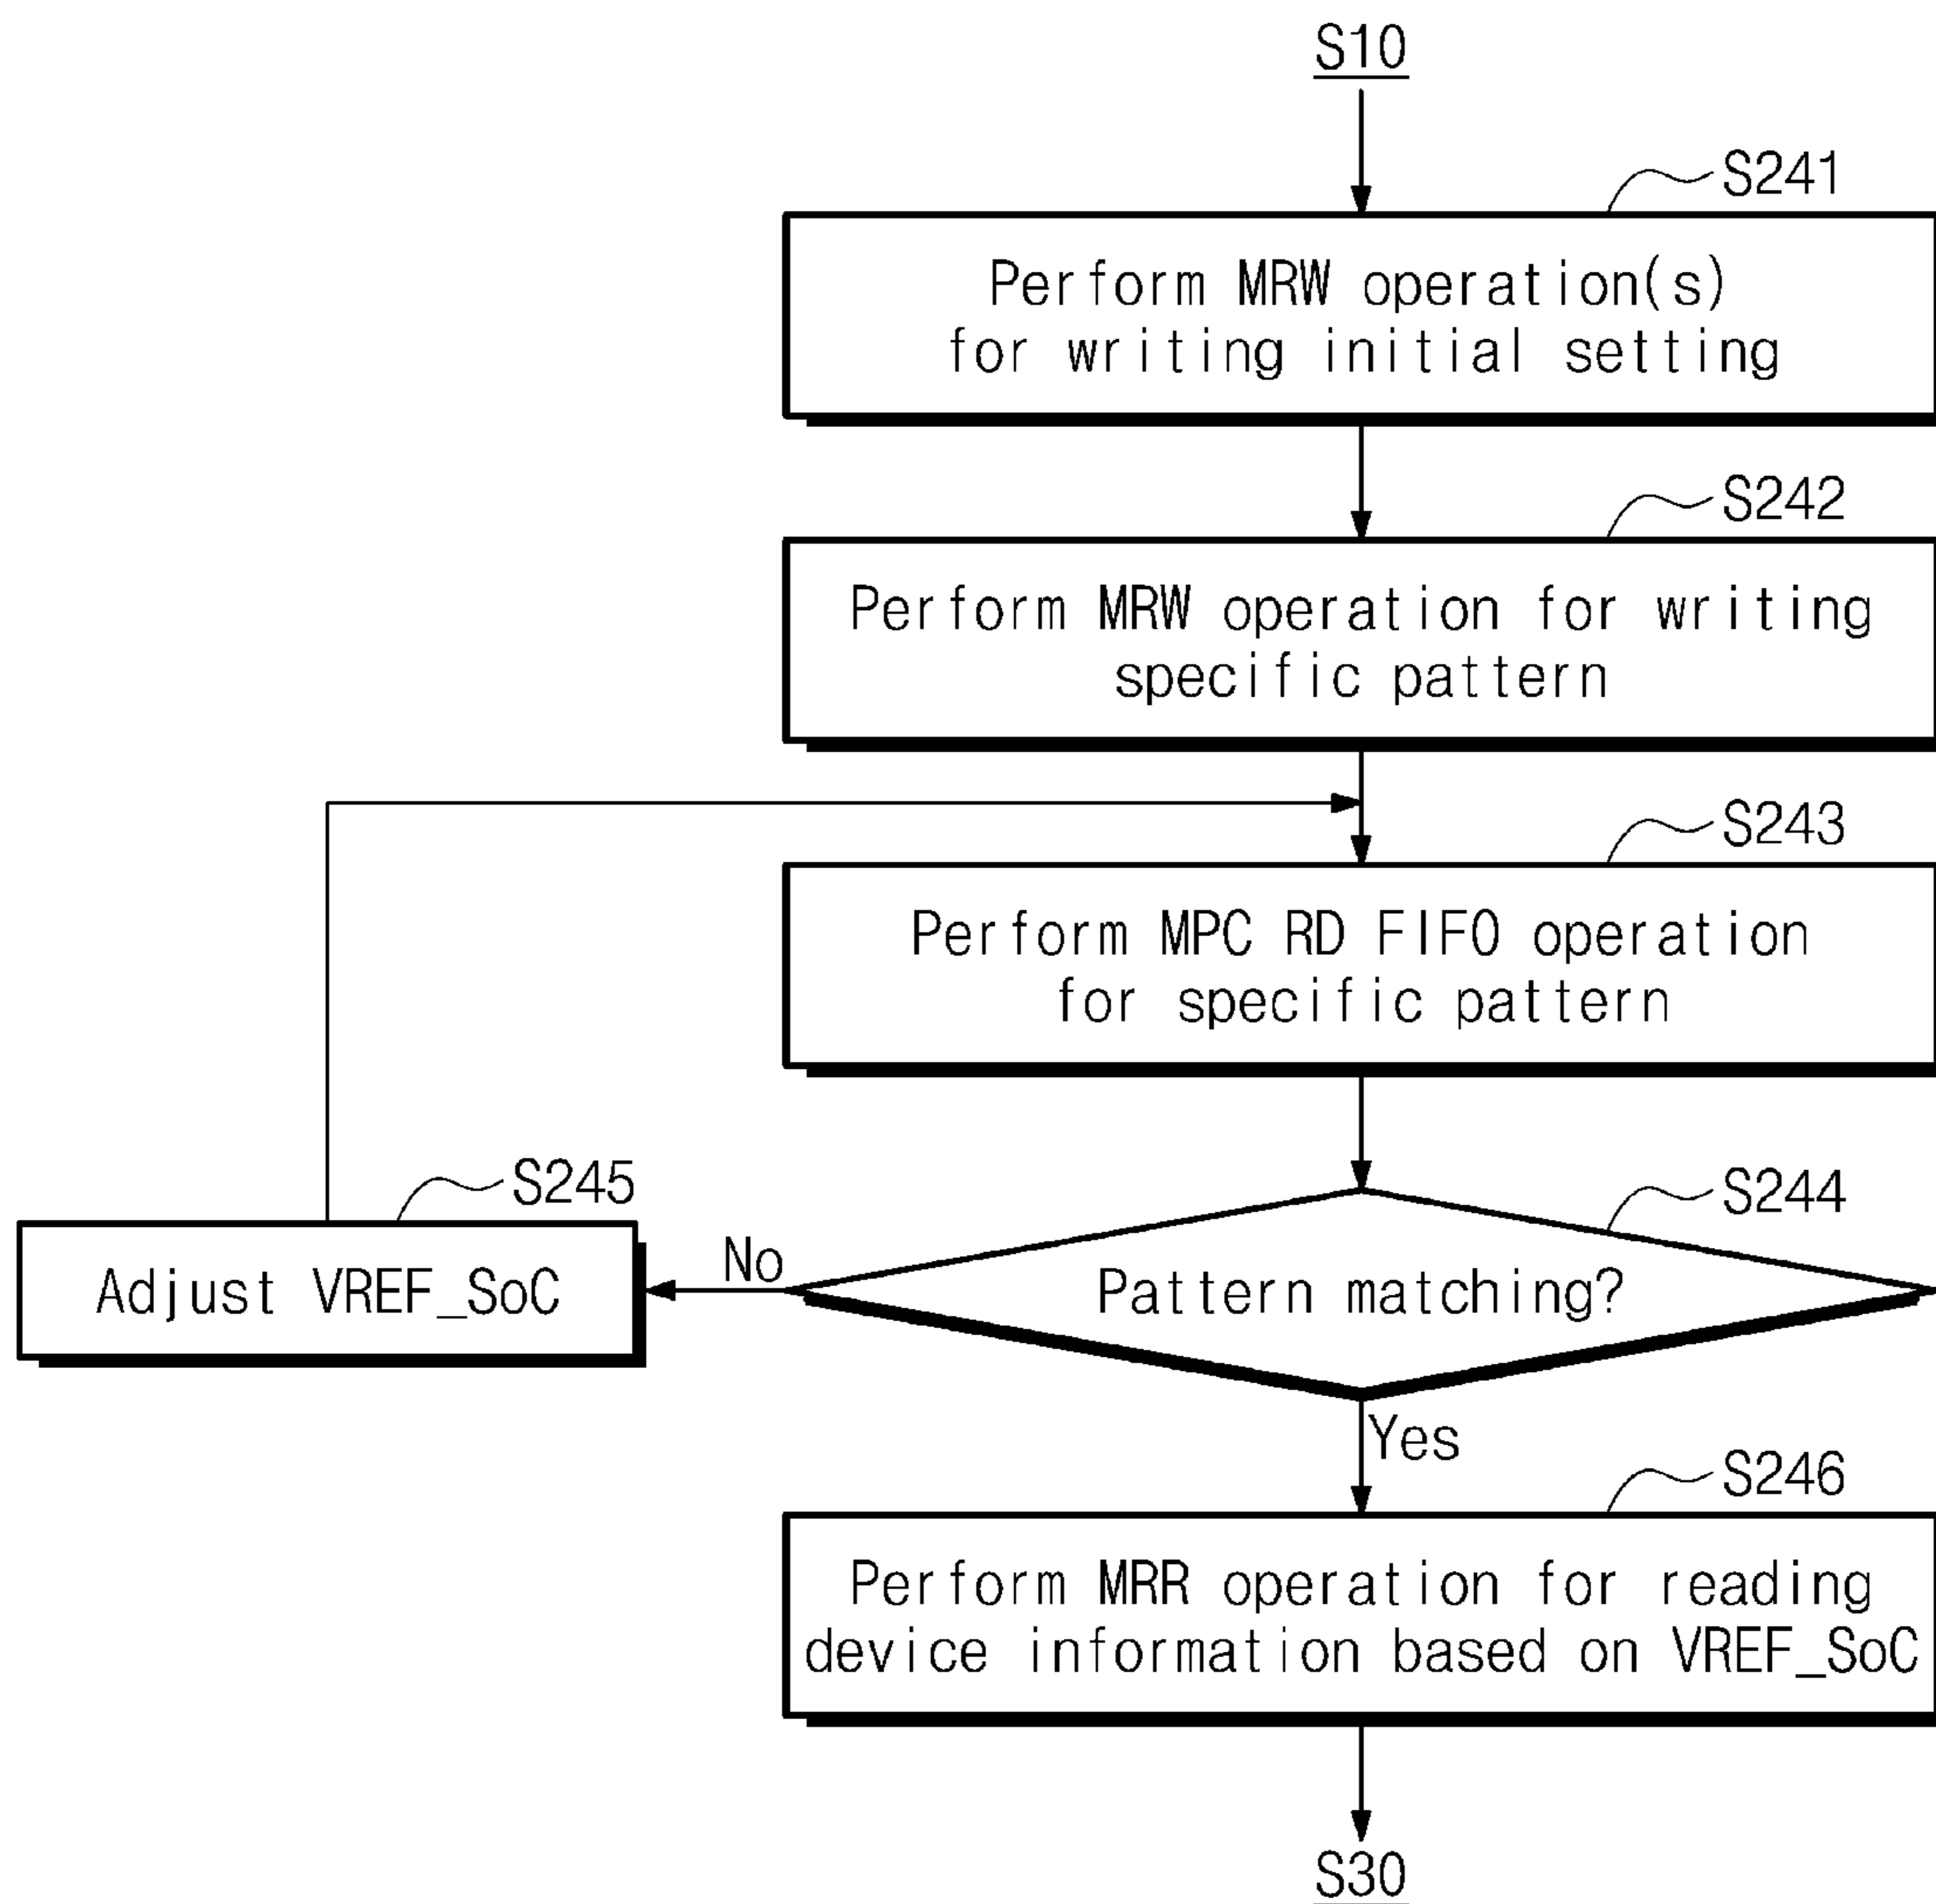 S10
S241
Perform MRW operation(s)
for writing initial setting
S242
Perform MRW operation for writing
specific pattern
S243
Perform MPC RD FIFO operation
for specific pattern
S244
Pattern matching?
No
S245
Adjust VREF_SoC
Yes
S246
Perform MRR operation for reading
device information based on VREF_SoC
S30